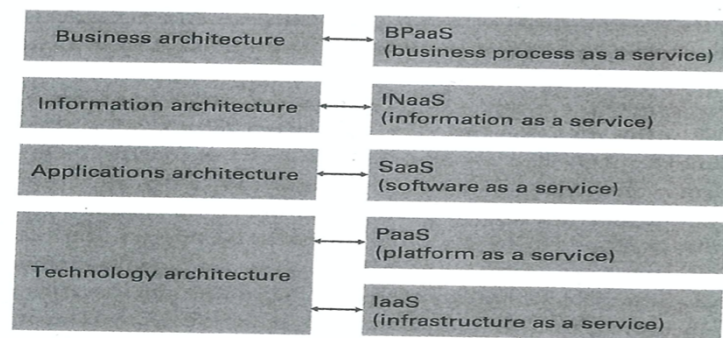 Business architecture
BPaaS
(business process as a service)
Information architecture
INaaS
(information as a service)
Applications architecture
SaaS
(software as a service)
Technology architecture
PaaS
(platform as a service)
IaaS
(infrastructure as a service)